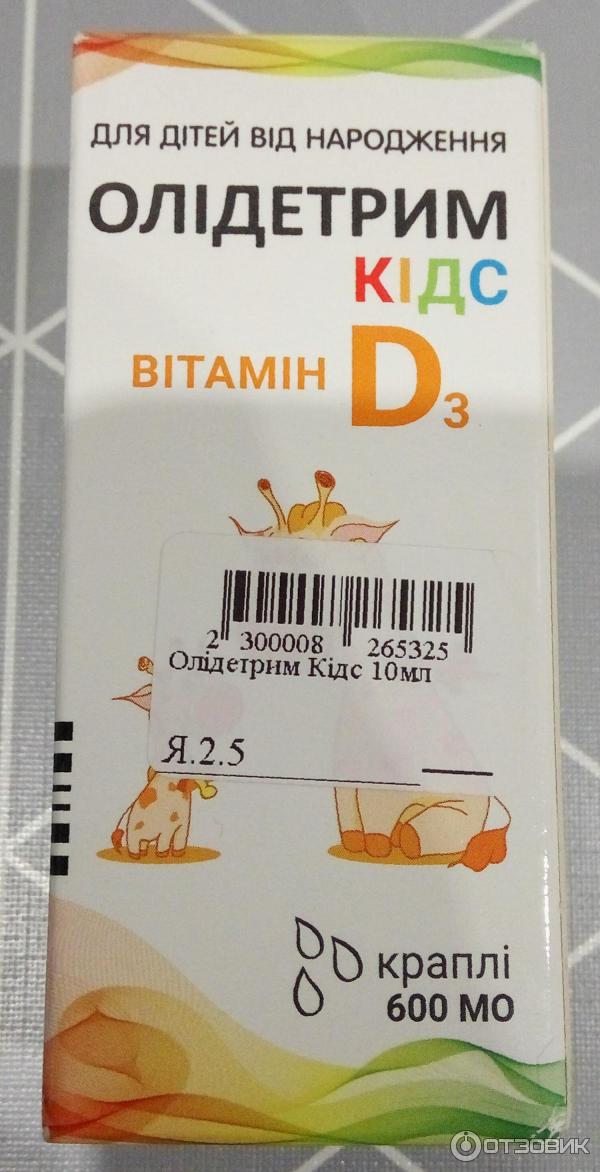 ДЛЯ ДІТЕЙ ВІД НАРОДЖЕННЯ
ОЛІДЕТРИМ
КІДС
ВІТАМІН D3
2 300008 265325
Олідетрим Кідс 10мл
Я.2.5
краплі
600 МО
ОТЗОВИК